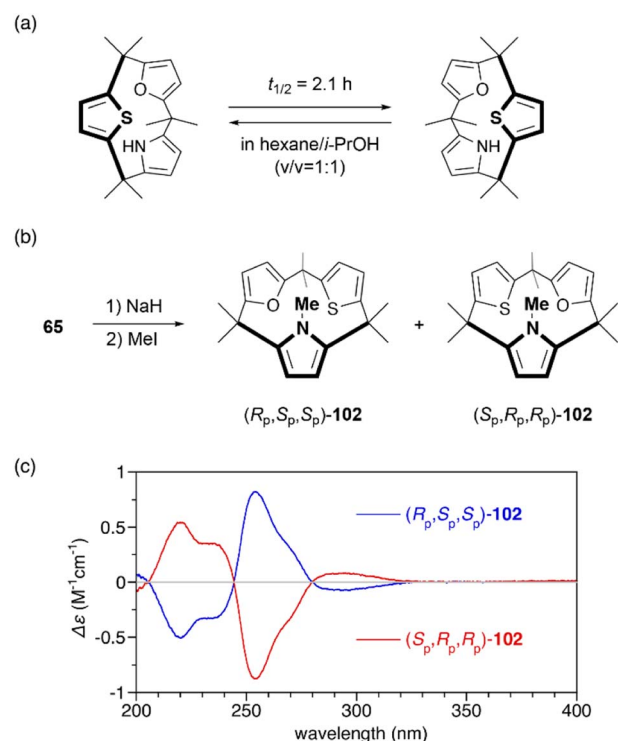 (a)
O
S
HN
t1/2 = 2.1 h
in hexane/i-PrOH
(v/v=1:1)
O
S
NH
(b)
65
1) NaH
2) MeI
O
Me
S
N
(Rp,Sp,Sp)-102
+
S
Me
O
N
(Sp,Rp,Rp)-102
(c)
Δε (M⁻¹cm⁻¹)
1
0.5
0
-0.5
-1
(Rp,Sp,Sp)-102
(Sp,Rp,Rp)-102
200 250 300 350 400
wavelength (nm)